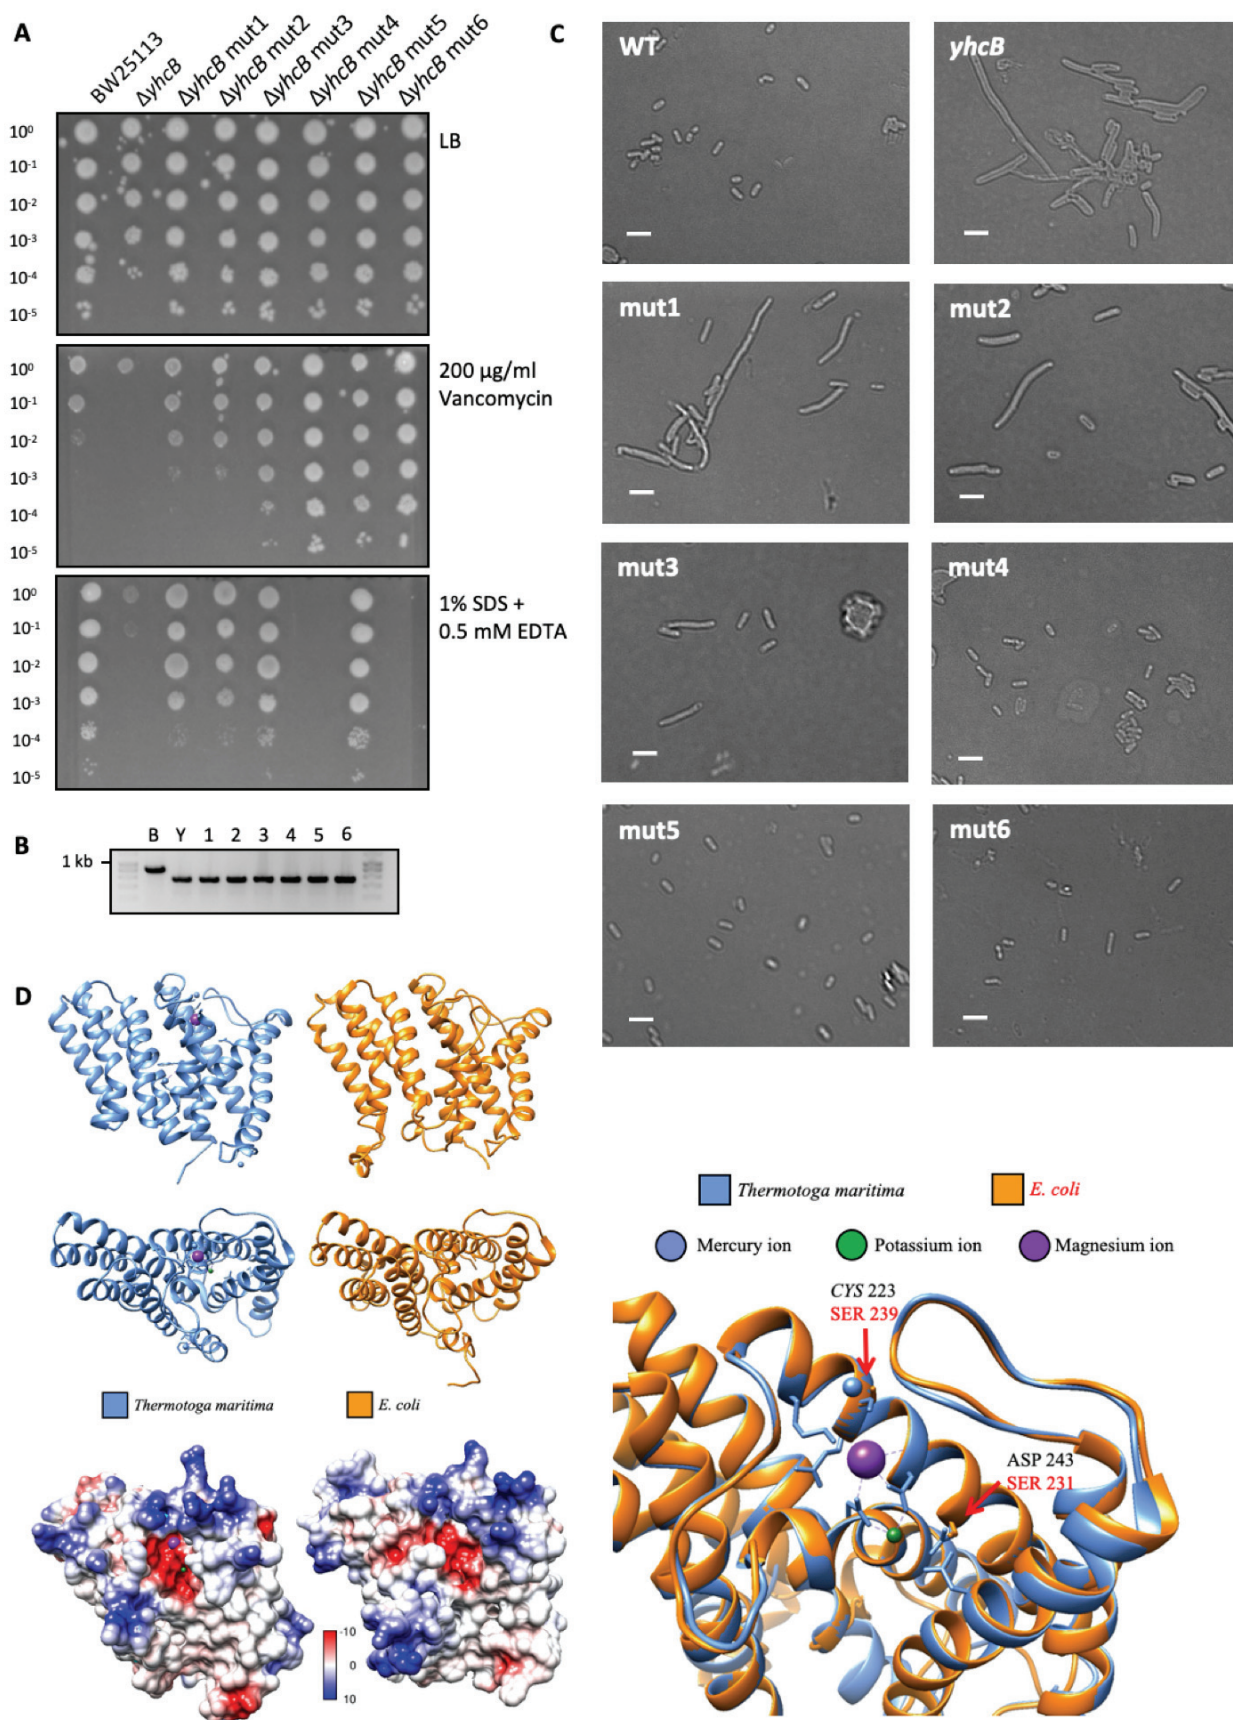 A
BW25113
ΔyhcB
ΔyhcB mut1
ΔyhcB mut2
ΔyhcB mut3
ΔyhcB mut4
ΔyhcB mut5
ΔyhcB mut6
10⁰
10⁻¹
10⁻²
10⁻³
10⁻⁴
10⁻⁵
LB
10⁰
10⁻¹
10⁻²
10⁻³
10⁻⁴
10⁻⁵
200 µg/ml
Vancomycin
10⁰
10⁻¹
10⁻²
10⁻³
10⁻⁴
10⁻⁵
1% SDS +
0.5 mM EDTA
B
B Y 1 2 3 4 5 6
1 kb
C
WT
yhcB
mut1
mut2
mut3
mut4
mut5
mut6
D
Thermotoga maritima
E. coli
-10
0
10
Thermotoga maritima
E. coli
Mercury ion
Potassium ion
Magnesium ion
CYS 223
SER 239
ASP 243
SER 231